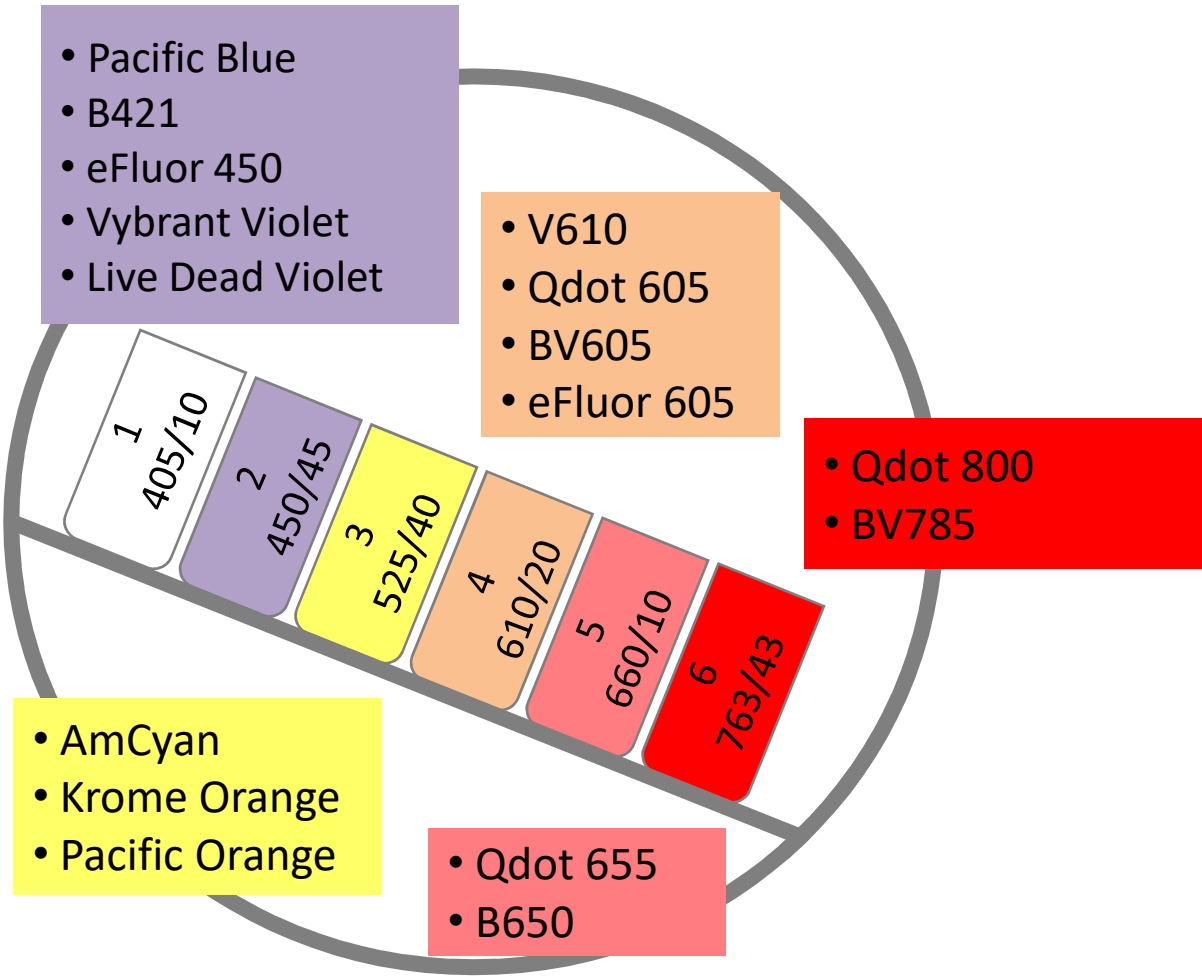 • Pacific Blue
• B421
• eFluor 450
• Vybrant Violet
• Live Dead Violet
• V610
• Qdot 605
• BV605
• eFluor 605
• Qdot 800
• BV785
1
405/10
2
450/45
3
525/40
4
610/20
5
660/10
6
763/43
• AmCyan
• Krome Orange
• Pacific Orange
• Qdot 655
• B650